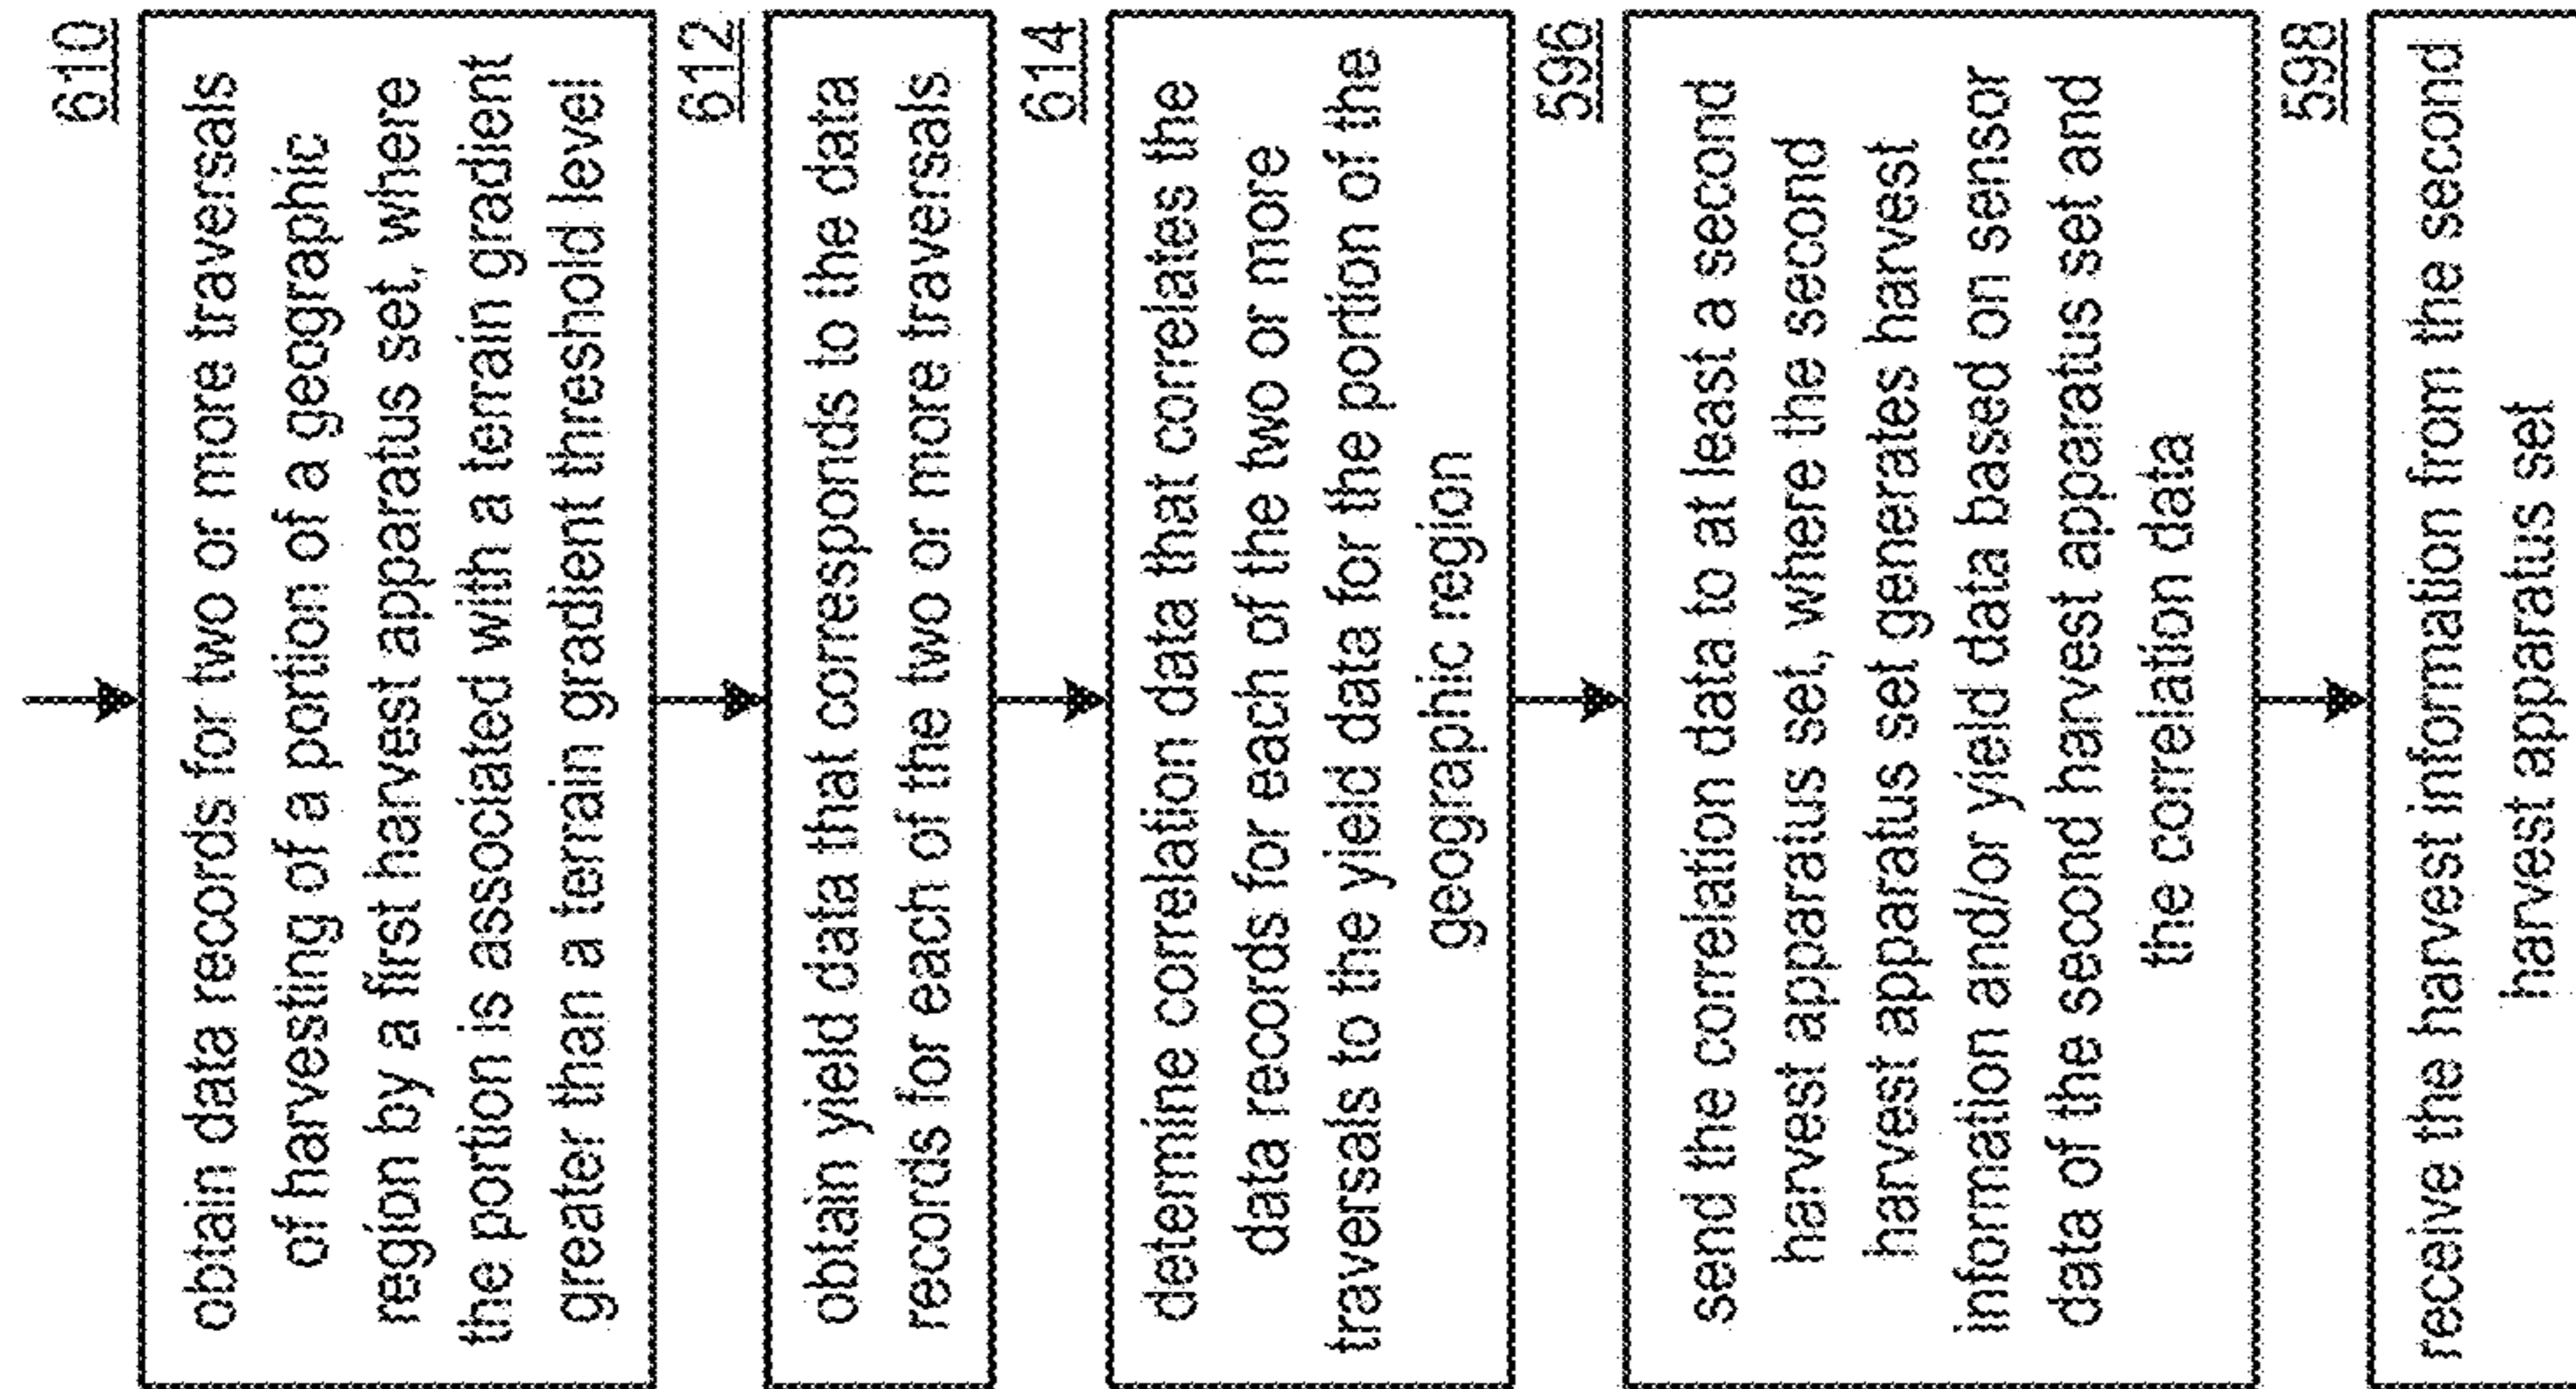 610
obtain data records for two or more traversals
of harvesting of a portion of a geographic
region by a first harvest apparatus set, where
the portion is associated with a terrain gradient
greater than a terrain gradient threshold level
612
obtain yield data that corresponds to the data
records for each of the two or more traversals
614
determine correlation data that correlates the
data records for each of the two or more
traversals to the yield data for the portion of the
geographic region
596
send the correlation data to at least a second
harvest apparatus set, where the second
harvest apparatus set generates harvest
information and/or yield data based on sensor
data of the second harvest apparatus set and
the correlation data
598
receive the harvest information from the second
harvest apparatus set